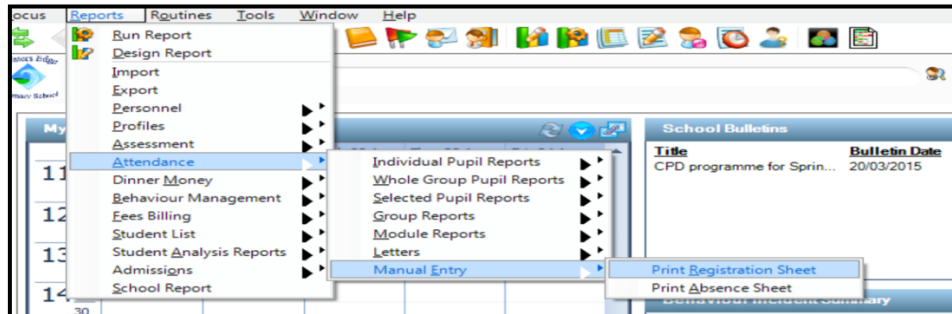 ocus Reports Routines Tools Window Help
Run Report
Design Report
Import
Export
Personnel
Profiles
Assessment
Attendance
Dinner Money
Behaviour Management
Fees Billing
Student List
Student Analysis Reports
Admissions
School Report
My
11
12
13
14
30
Individual Pupil Reports
Whole Group Pupil Reports
Selected Pupil Reports
Group Reports
Module Reports
Letters
Manual Entry
Print Registration Sheet
Print Absence Sheet
School Bulletins
Title Bulletin Date
CPD programme for Sprin... 20/03/2015
Behaviour Incident Summary